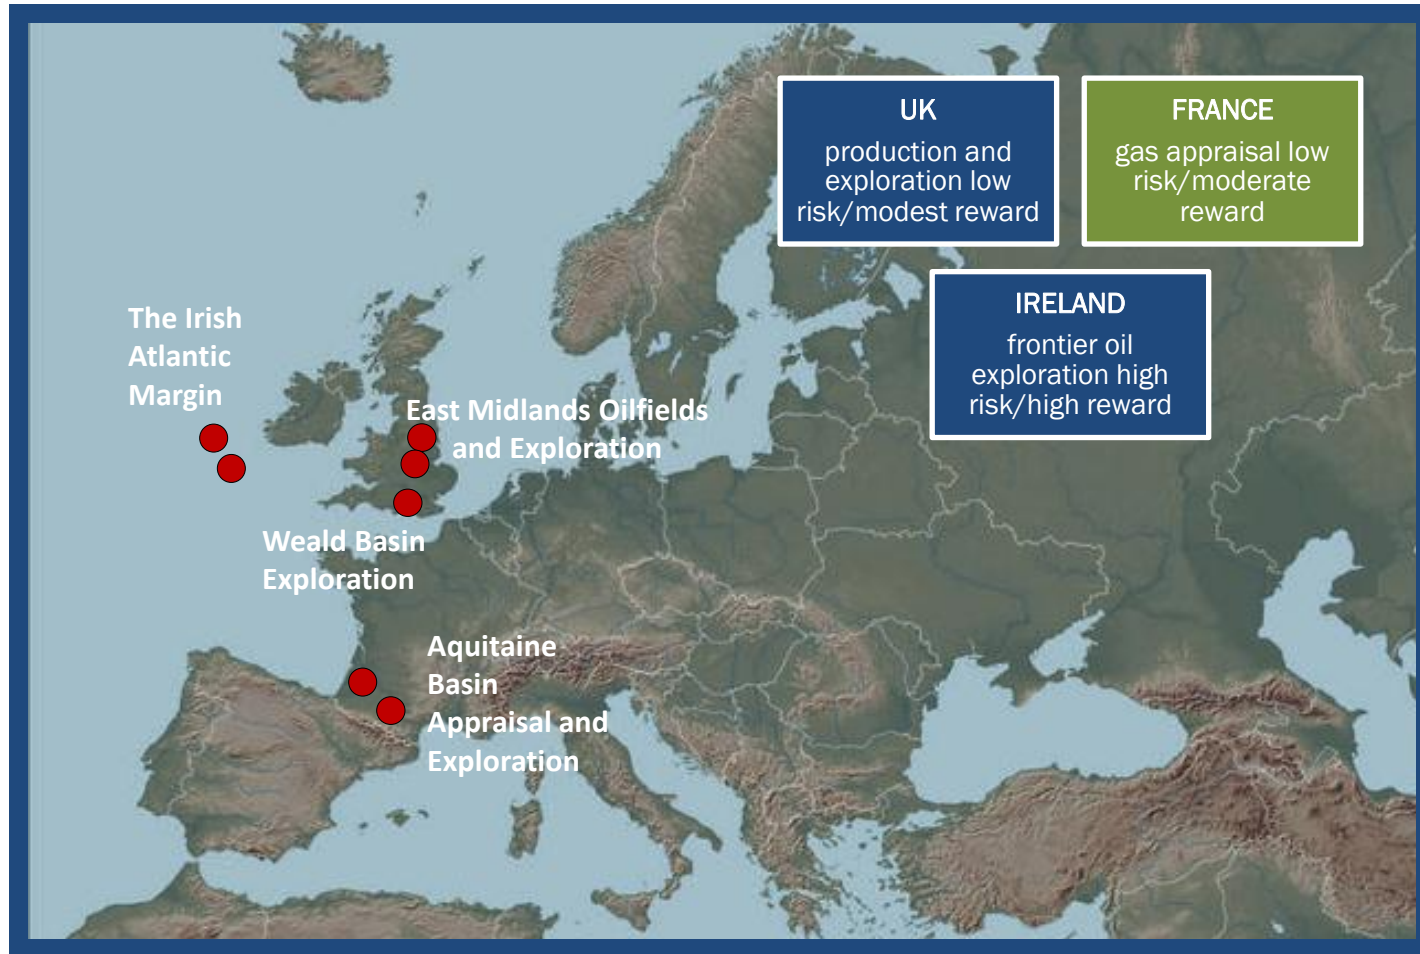 UK
production and
exploration low
risk/modest reward
FRANCE
gas appraisal low
risk/moderate
reward
IRELAND
frontier oil
exploration high
risk/high reward
The Irish
Atlantic
Margin
East Midlands Oilfields
and Exploration
Weald Basin
Exploration
Aquitaine
Basin
Appraisal and
Exploration